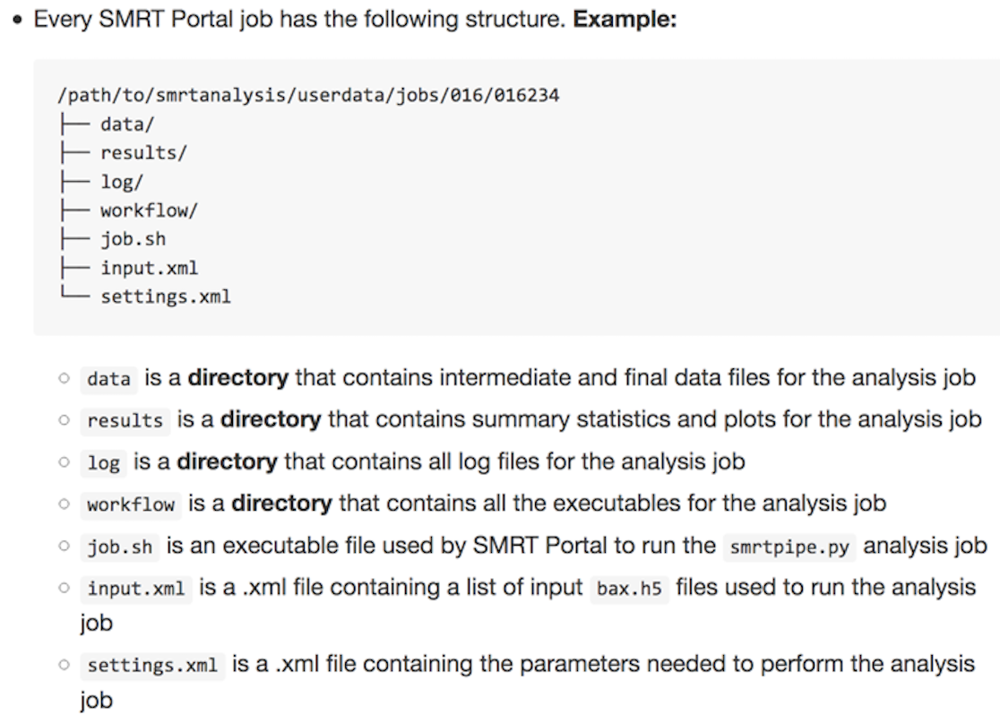 • Every SMRT Portal job has the following structure. Example:
/path/to/smrtanalysis/userdata/jobs/016/016234
├── data/
├── results/
├── log/
├── workflow/
├── job.sh
├── input.xml
└── settings.xml
○ data is a directory that contains intermediate and final data files for the analysis job
○ results is a directory that contains summary statistics and plots for the analysis job
○ log is a directory that contains all log files for the analysis job
○ workflow is a directory that contains all the executables for the analysis job
○ job.sh is an executable file used by SMRT Portal to run the smrtpipe.py analysis job
○ input.xml is a .xml file containing a list of input bax.h5 files used to run the analysis
job
○ settings.xml is a .xml file containing the parameters needed to perform the analysis
job